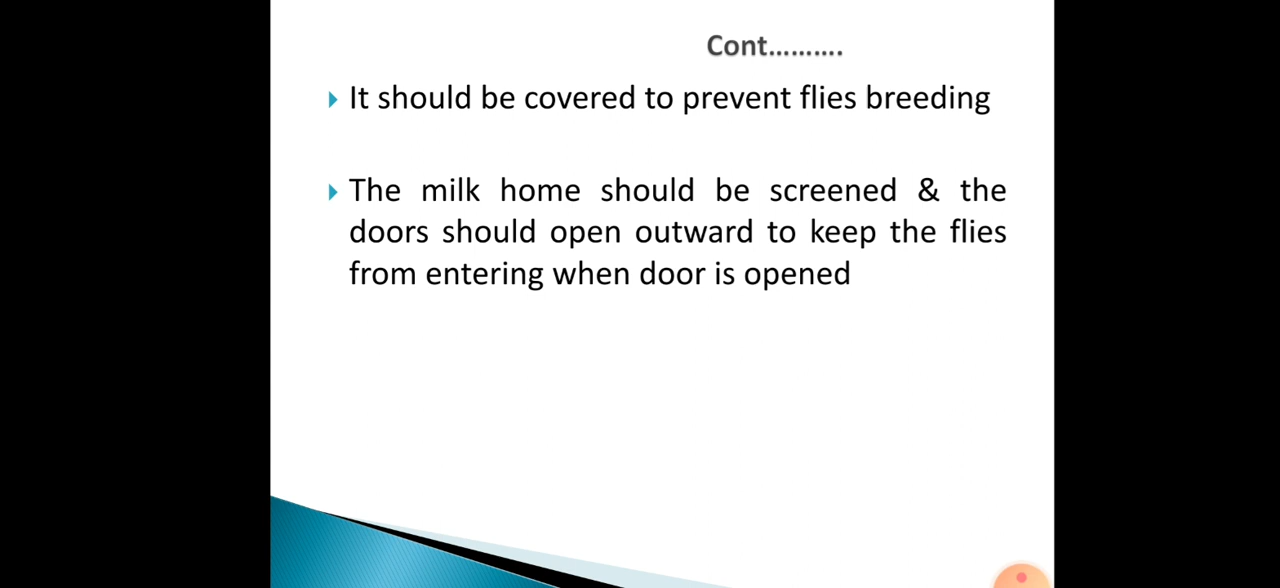 Cont..........
It should be covered to prevent flies breeding
The milk home should be screened & the
doors should open outward to keep the flies
from entering when door is opened